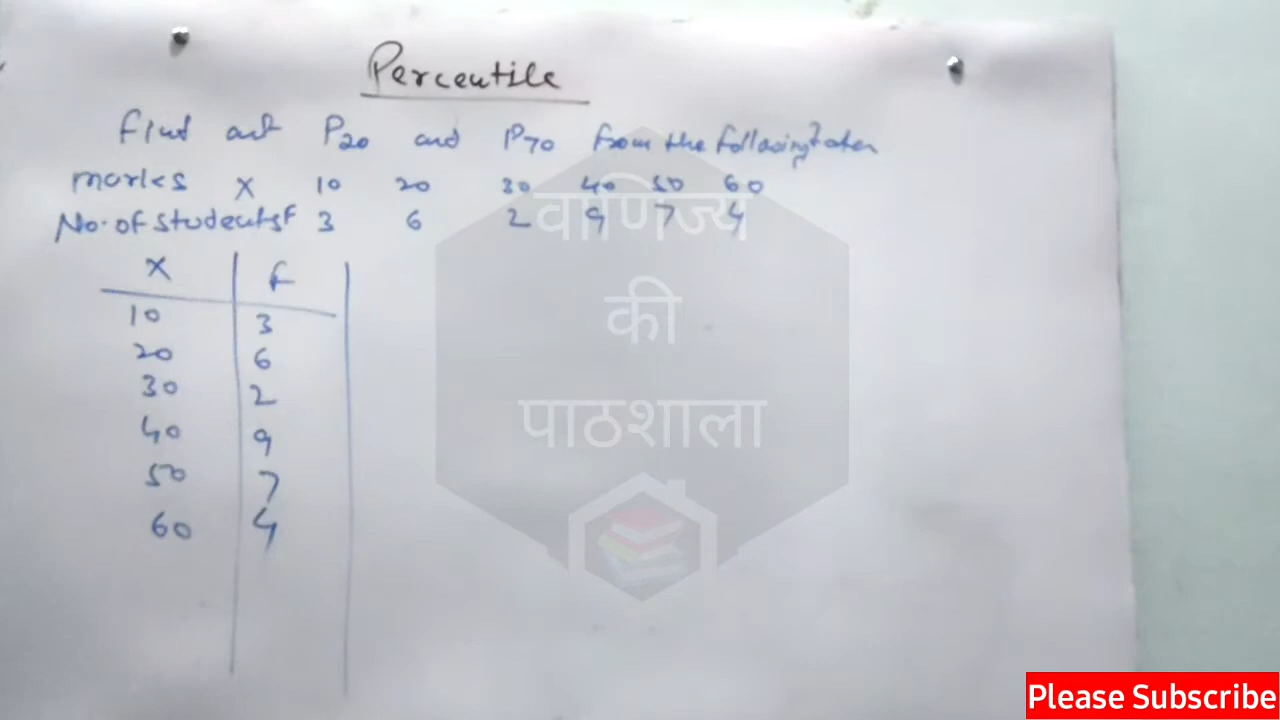 Percentile
Find out P20 and P70 from the following
marks X 10 20 30 40 50 60
No. of students F 3 6 2 9 7 4
X F
10 3
20 6
30 2
40 9
50 7
60 4
वाणिज्य
की
पाठशाला
Please Subscribe